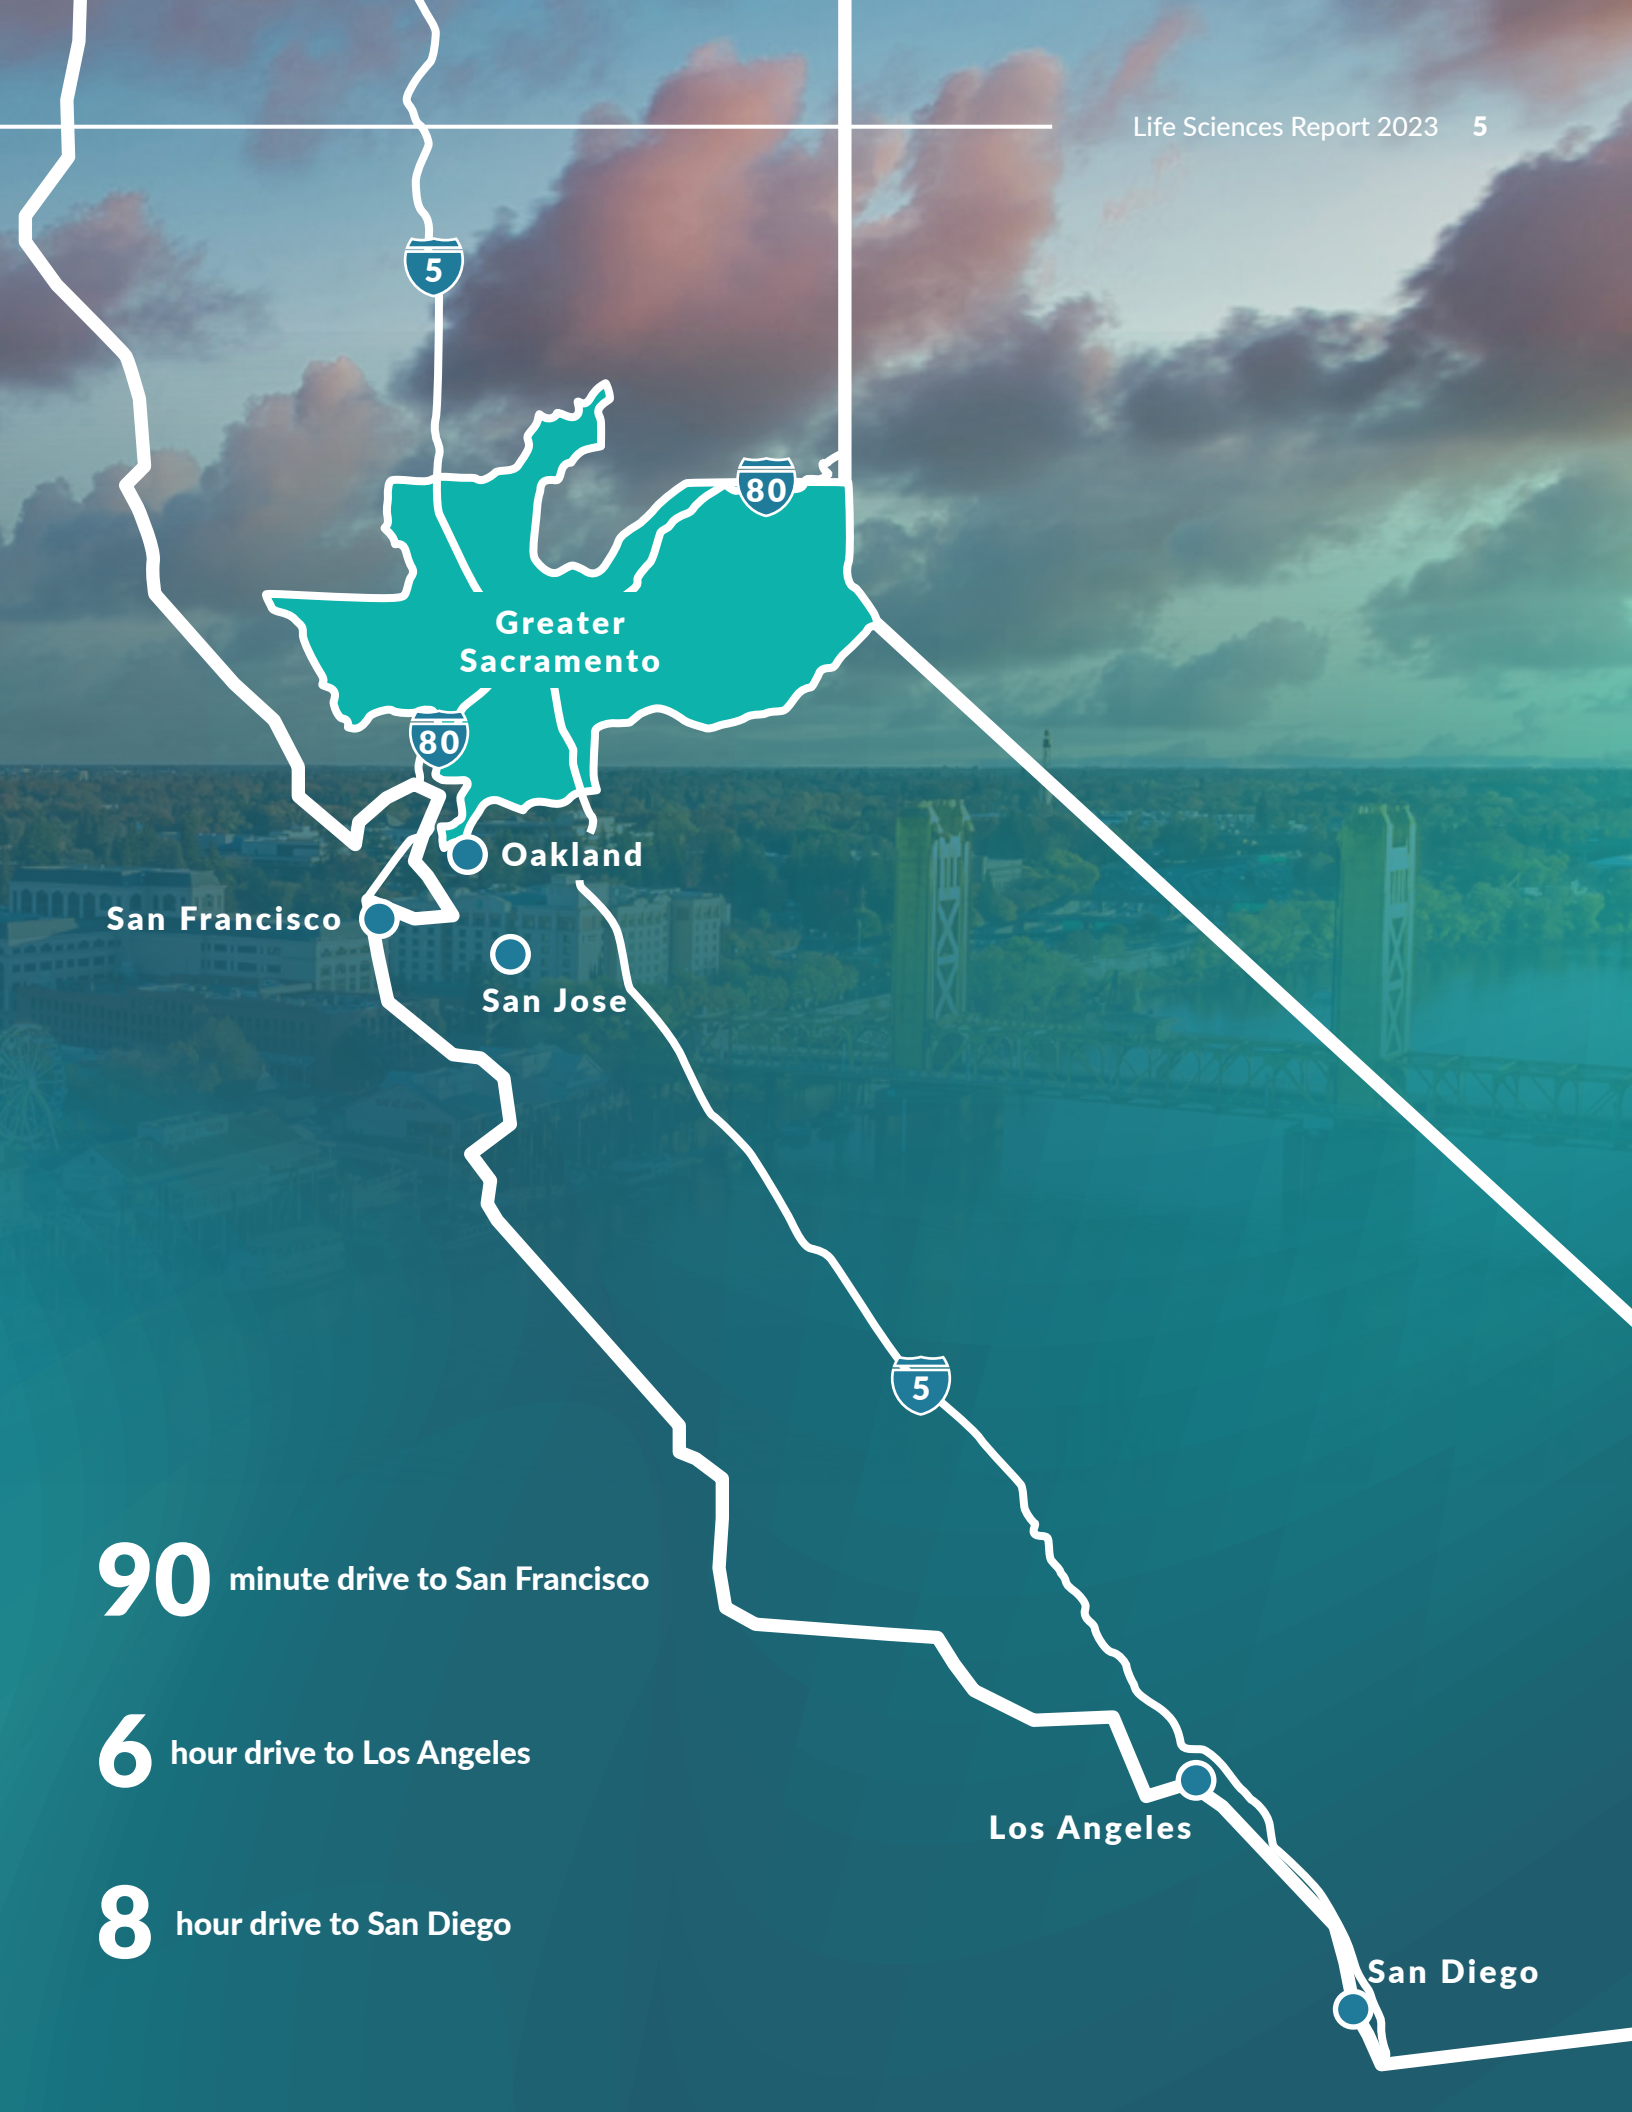 Life Sciences Report 2023 5
5
80
Greater
Sacramento
80
Oakland
San Francisco
San Jose
5
90 minute drive to San Francisco
6 hour drive to Los Angeles
Los Angeles
8 hour drive to San Diego
San Diego